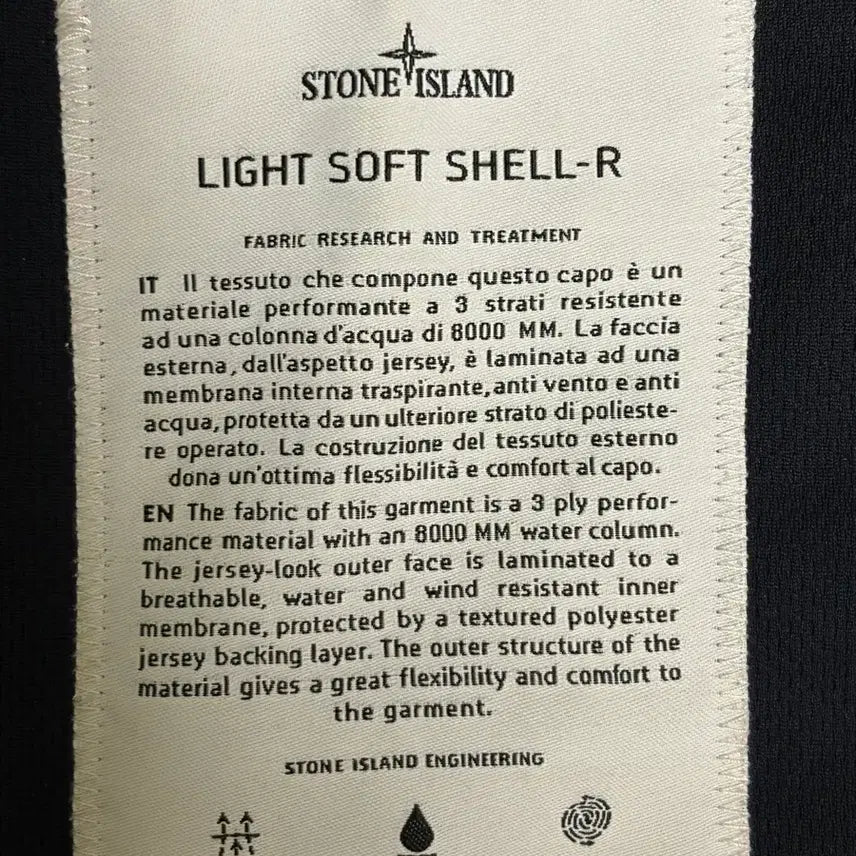 STONE ISLAND
LIGHT SOFT SHELL-R
FABRIC RESEARCH AND TREATMENT
IT Il tessuto che compone questo capo è un
materiale performante a 3 strati resistente
ad una colonna d'acqua di 8000 MM. La faccia
esterna, dall'aspetto jersey, è laminata ad una
membrana interna traspirante, anti vento e anti
acqua, protetta da un ulteriore strato di polieste-
re operato. La costruzione del tessuto esterno
dona un'ottima flessibilità e comfort al capo.
EN The fabric of this garment is a 3 ply perfor-
mance material with an 8000 MM water column.
The jersey-look outer face is laminated to a
breathable, water and wind resistant inner
membrane, protected by a textured polyester
jersey backing layer. The outer structure of the
material gives a great flexibility and comfort to
the garment.
STONE ISLAND ENGINEERING